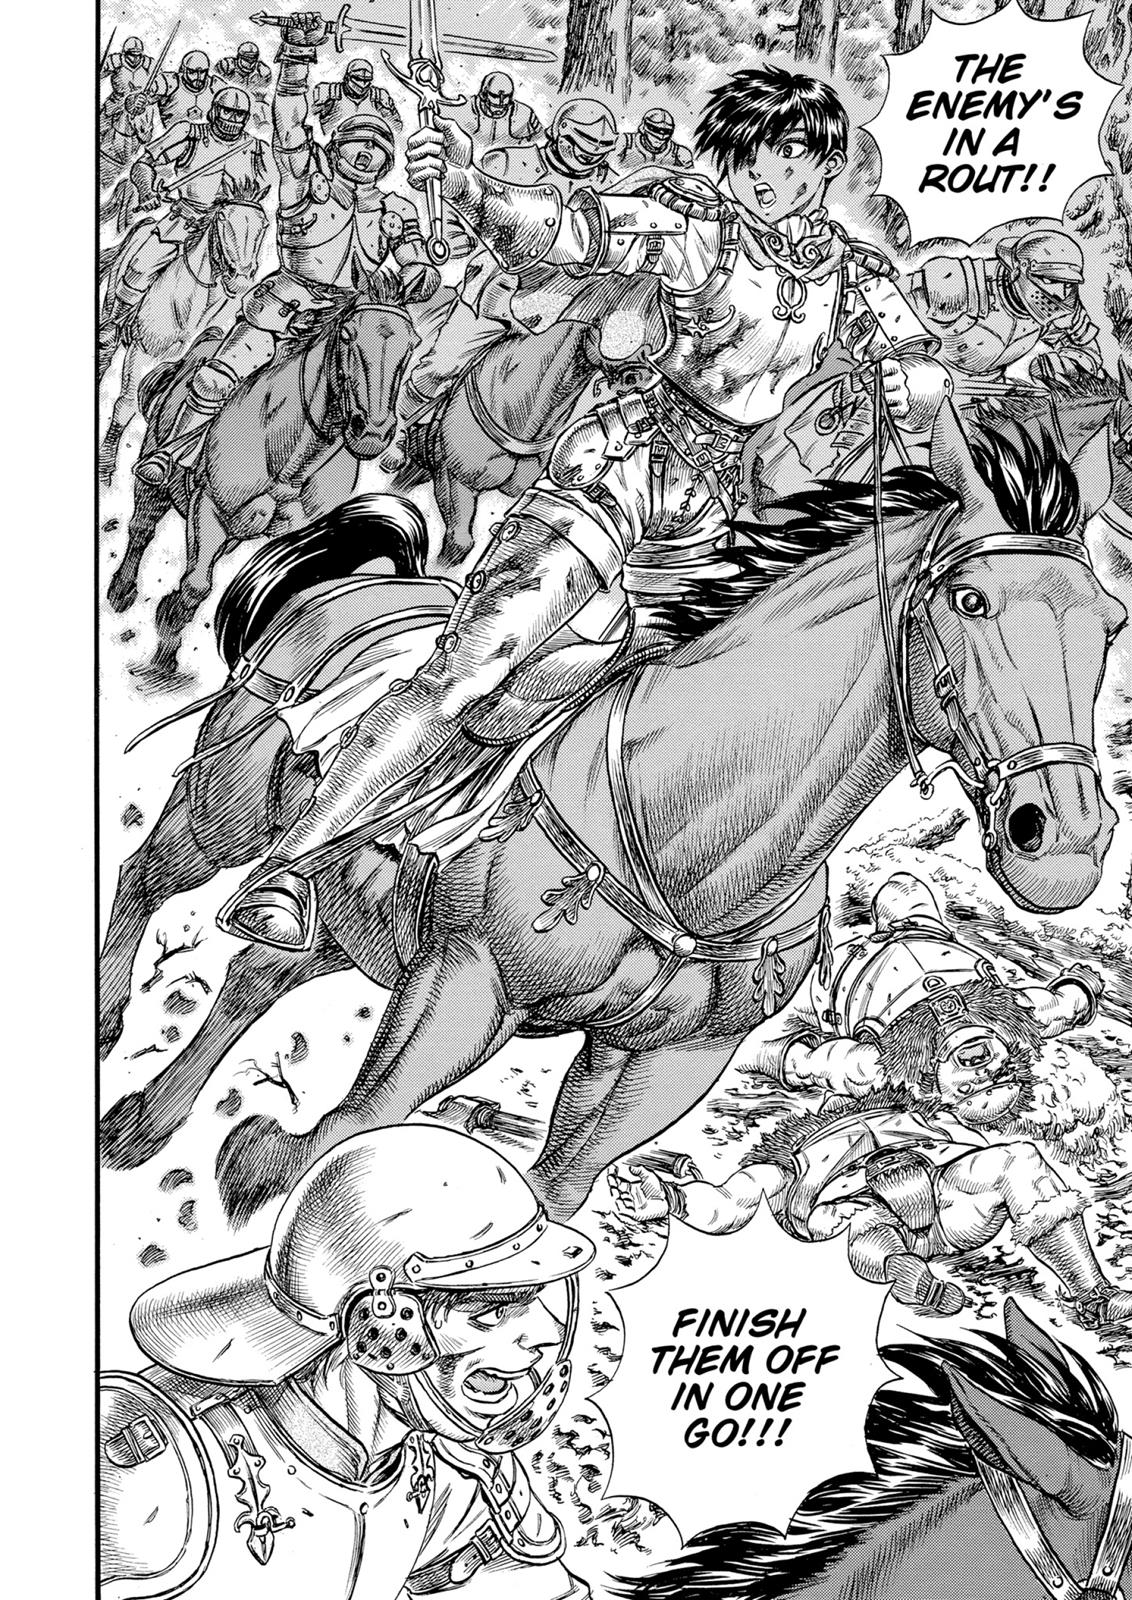 THE
ENEMY'S
IN A
ROUT!!
FINISH
THEM OFF
IN ONE
GO!!!